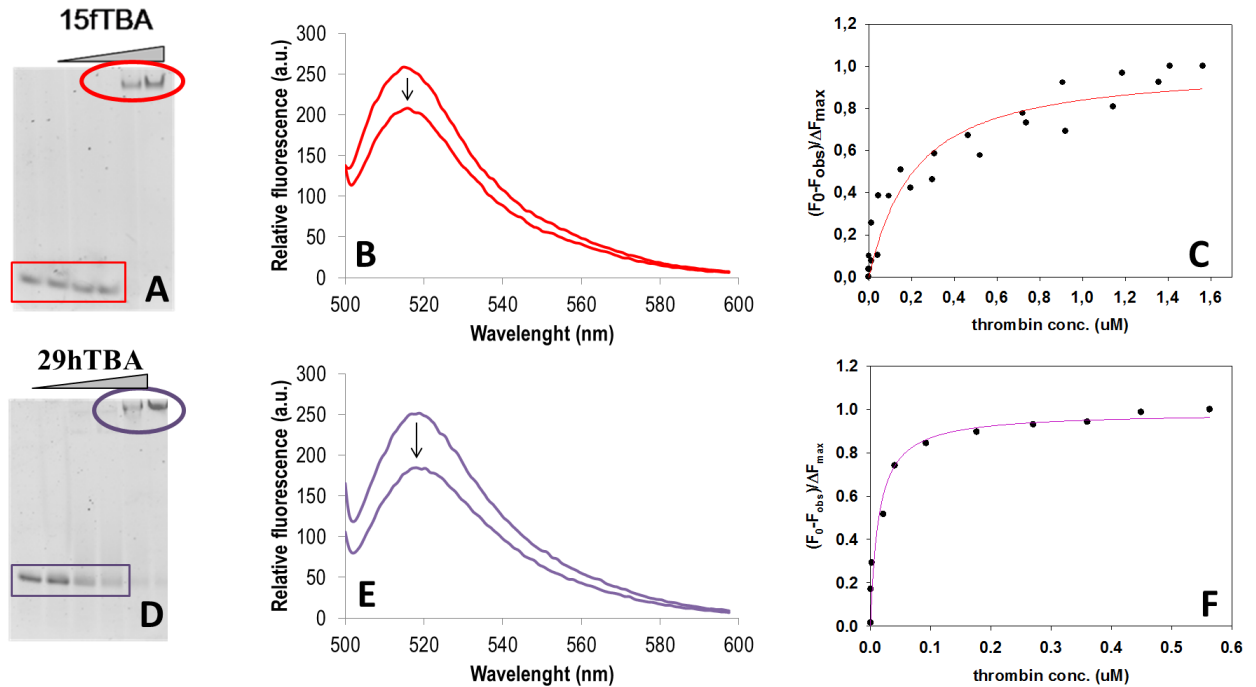 15fTBA
A
300
250
200
150
100
50
0
Relative fluorescence (a.u.)
B
500 520 540 560 580 600
Wavelenght (nm)
1,2
1,0
0,8
0,6
0,4
0,2
0,0
(F0-Fobs)/ΔFmax
C
0,0 0,2 0,4 0,6 0,8 1,0 1,2 1,4 1,6
thrombin conc. (uM)
29hTBA
D
300
250
200
150
100
50
0
Relative fluorescence (a.u.)
E
500 520 540 560 580 600
Wavelenght (nm)
1.2
1.0
0.8
0.6
0.4
0.2
0.0
(F0-Fobs)/ΔFmax
F
0.0 0.1 0.2 0.3 0.4 0.5 0.6
thrombin conc. (uM)